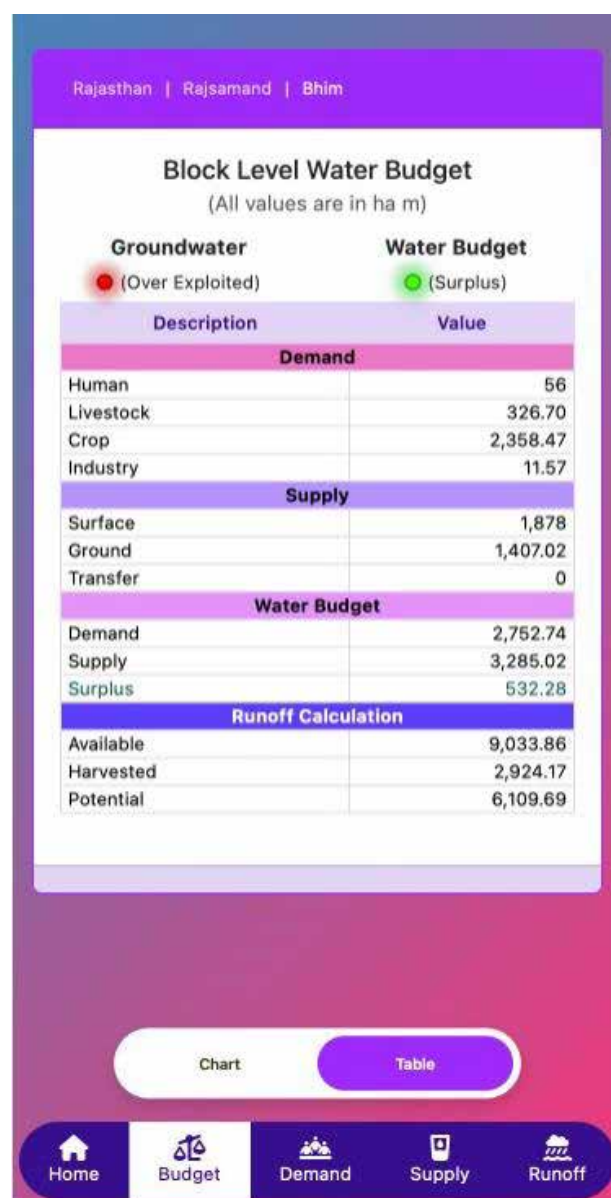 Rajasthan | Rajsamand | Bhim
Block Level Water Budget
(All values are in ha m)
Groundwater Water Budget
(Over Exploited) (Surplus)
Description Value
Demand
Human 56
Livestock 326.70
Crop 2,358.47
Industry 11.57
Supply
Surface 1,878
Ground 1,407.02
Transfer 0
Water Budget
Demand 2,752.74
Supply 3,285.02
Surplus 532.28
Runoff Calculation
Available 9,033.86
Harvested 2,924.17
Potential 6,109.69
Chart Table
Home Budget Demand Supply Runoff